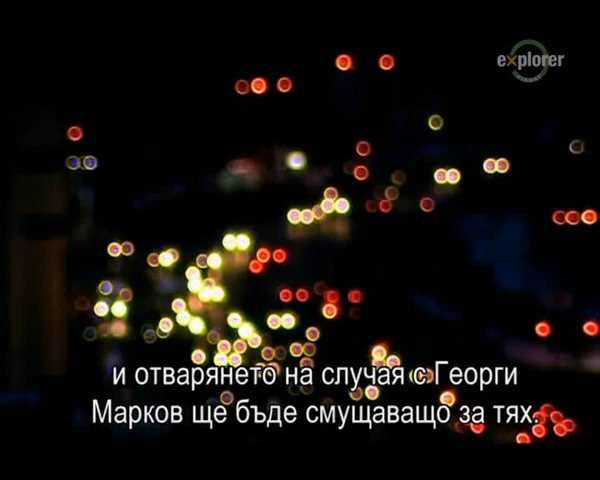 explorer
и отварянето на случая с Георги
Марков ще бъде смущаващо за тях.